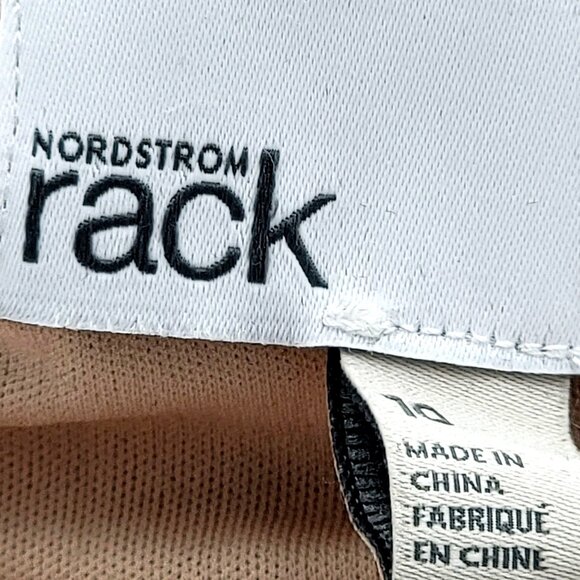 NORDSTROM
rack
10
MADE IN
CHINA
FABRIQUÉ
EN CHINE